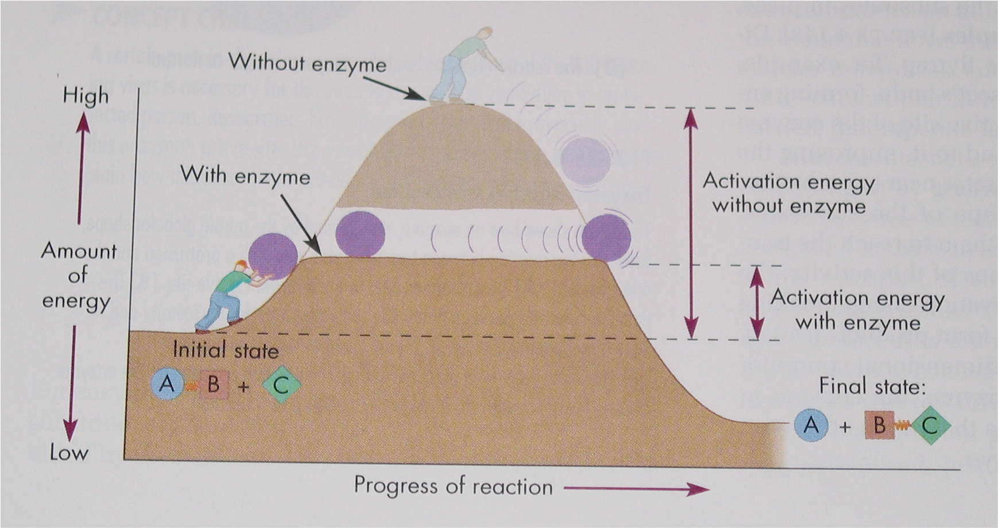 Without enzyme
High
With enzyme
Activation energy
without enzyme
Amount
of
energy
Activation energy
with enzyme
Initial state
A B + C
Final state:
A + B C
Low
Progress of reaction